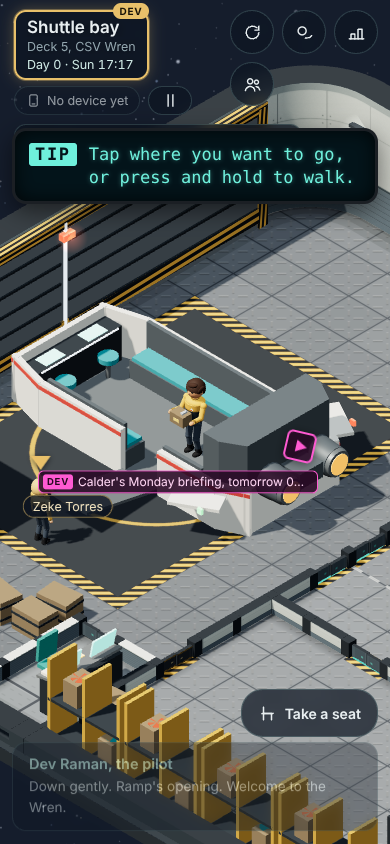 DEV
Shuttle bay
Deck 5, CSV Wren
Day 0 · Sun 17:17
No device yet
TIP Tap where you want to go,
or press and hold to walk.
DEV Calder's Monday briefing, tomorrow 0...
Zeke Torres
Take a seat
Dev Raman, the pilot
Down gently. Ramp's opening. Welcome to the
Wren.